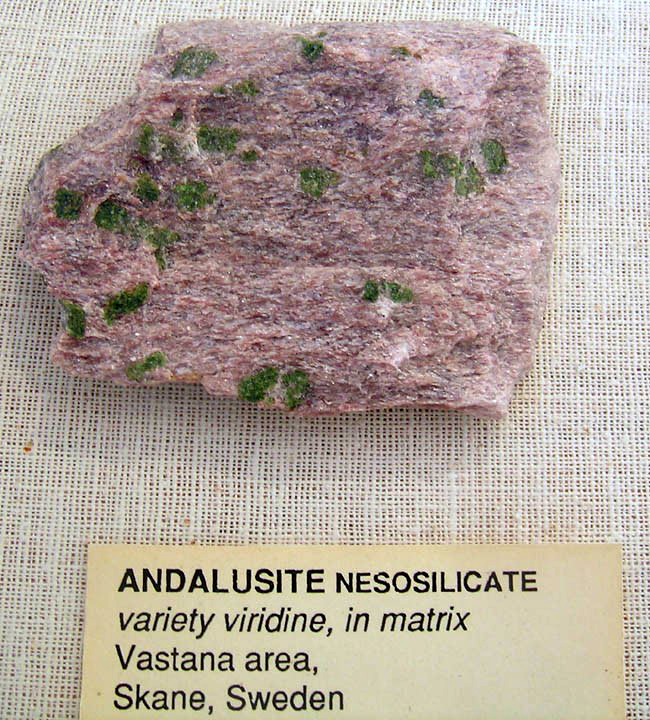 ANDALUSITE NESOSILICATE
variety viridine, in matrix
Vastana area,
Skane, Sweden